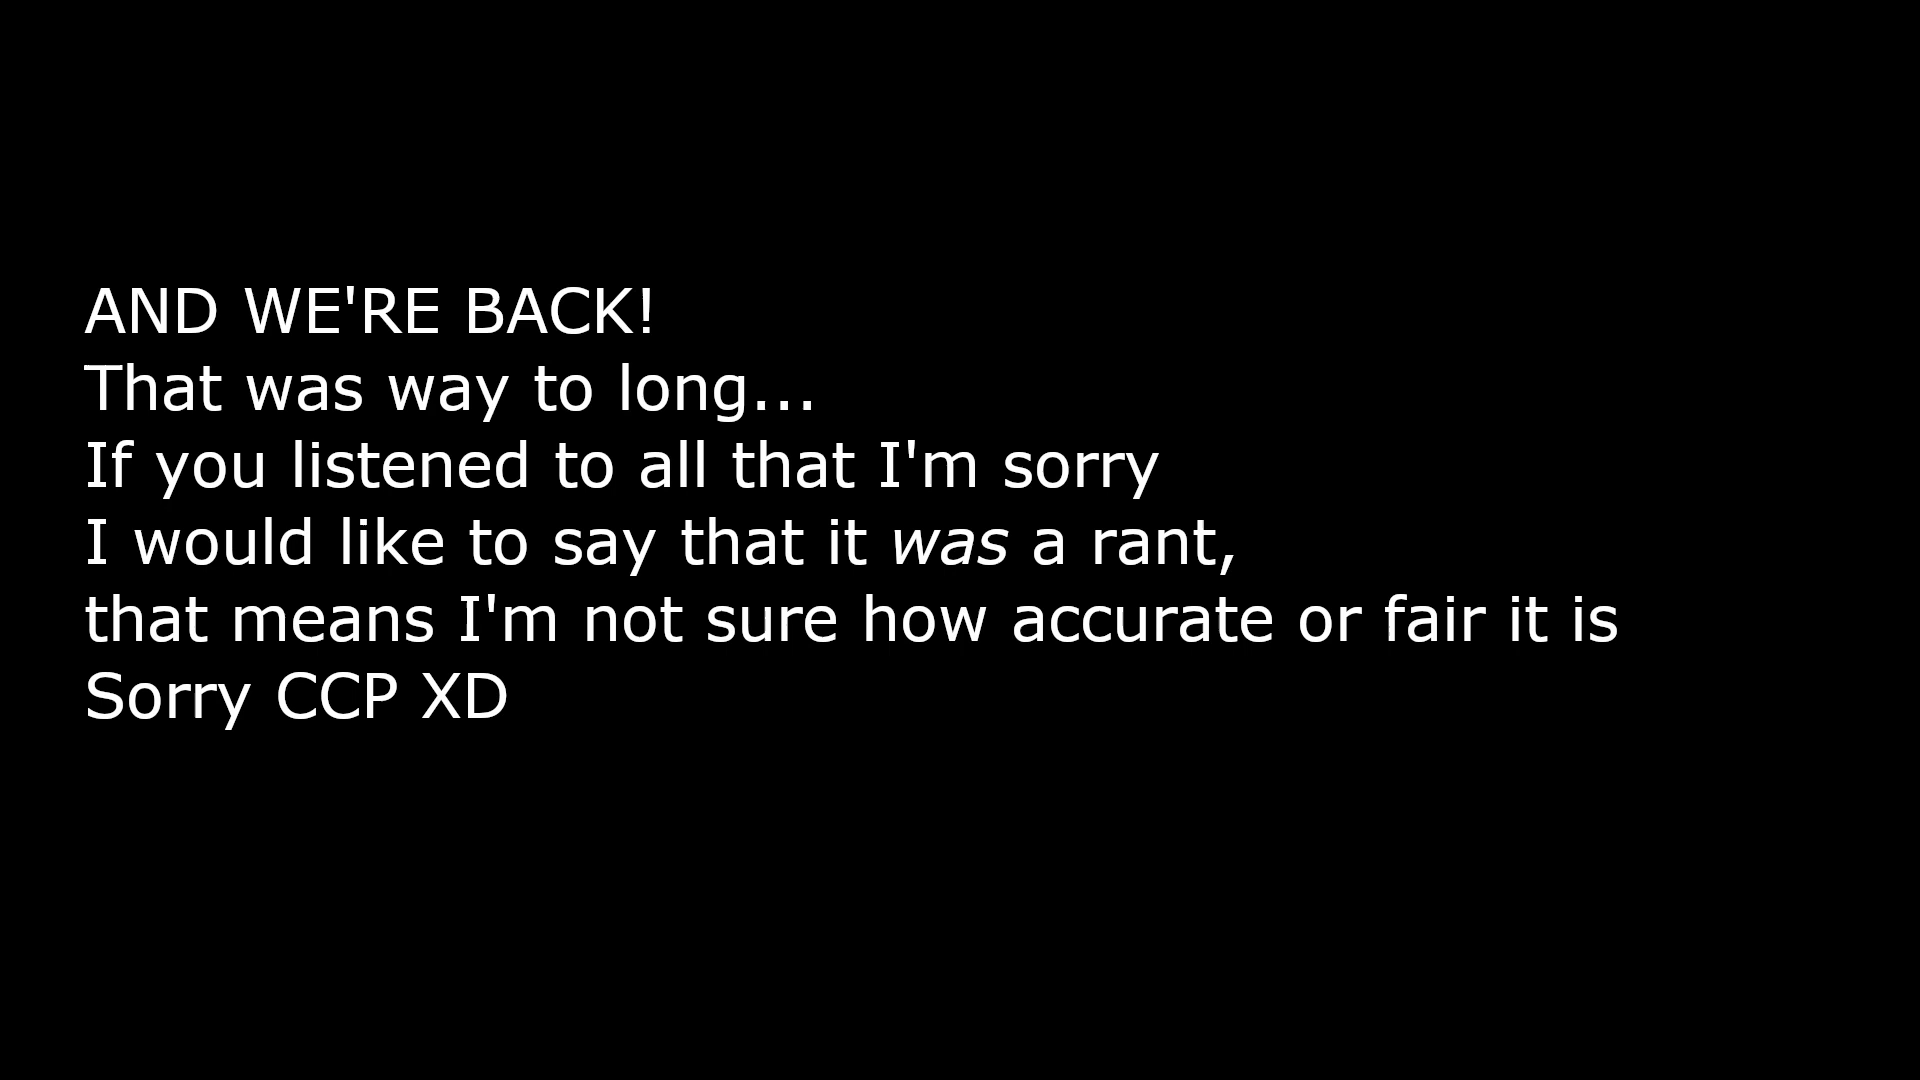 AND WE'RE BACK!
That was way to long...
If you listened to all that I'm sorry
I would like to say that it was a rant,
that means I'm not sure how accurate or fair it is
Sorry CCP XD